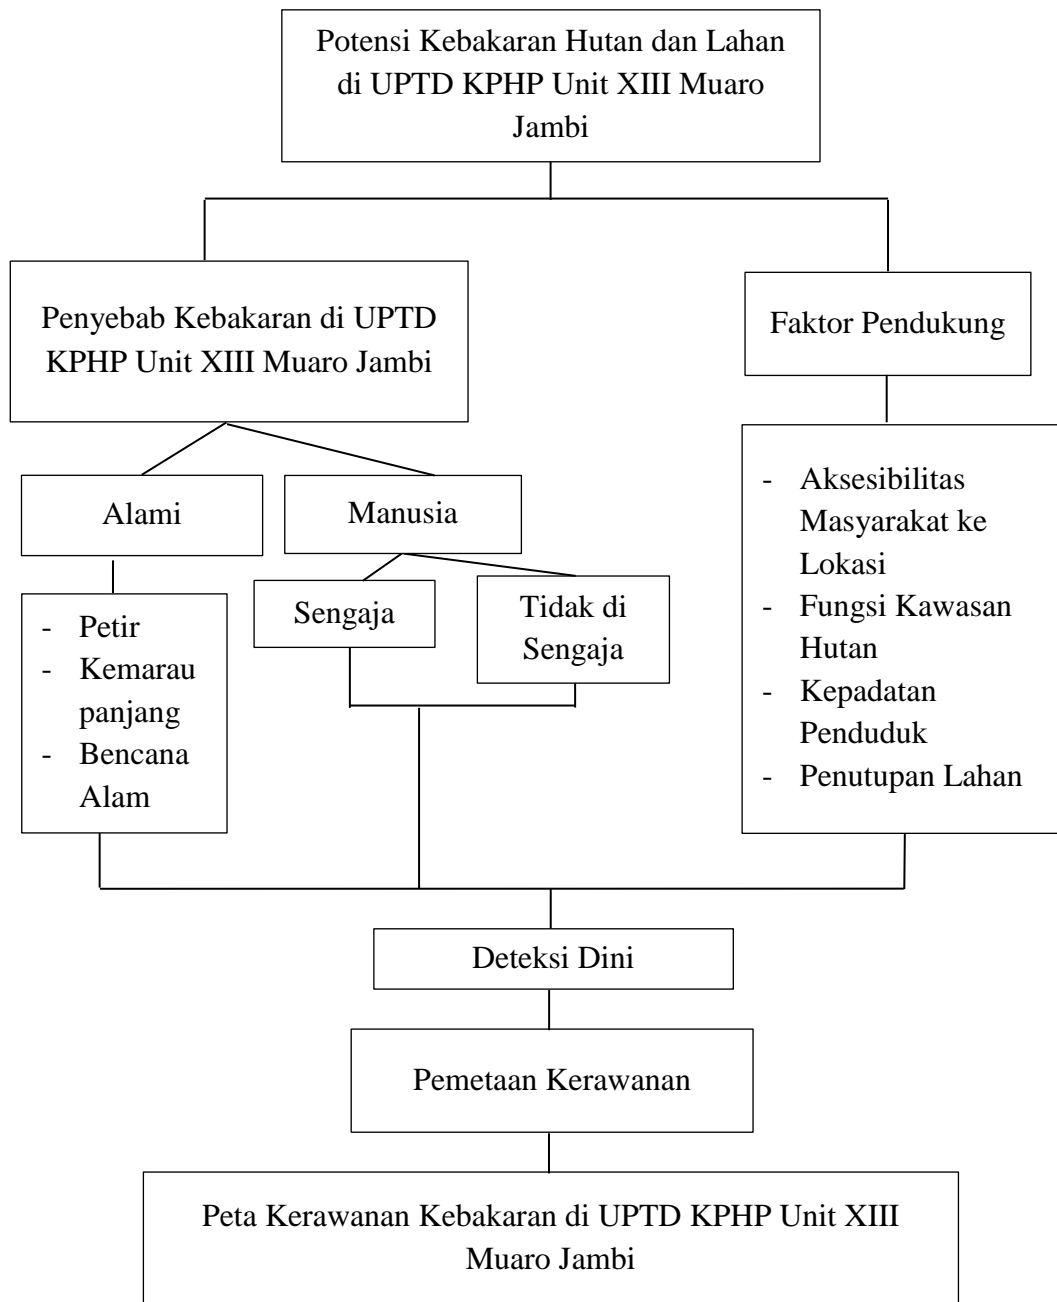 Potensi Kebakaran Hutan dan Lahan
di UPTD KPHP Unit XIII Muaro
Jambi
Penyebab Kebakaran di UPTD
KPHP Unit XIII Muaro Jambi
Faktor Pendukung
Alami
Manusia
Sengaja
Tidak di
Sengaja
- Petir
- Kemarau
panjang
- Bencana
Alam
- Aksesibilitas
Masyarakat ke
Lokasi
- Fungsi Kawasan
Hutan
- Kepadatan
Penduduk
- Penutupan Lahan
Deteksi Dini
Pemetaan Kerawanan
Peta Kerawanan Kebakaran di UPTD KPHP Unit XIII
Muaro Jambi